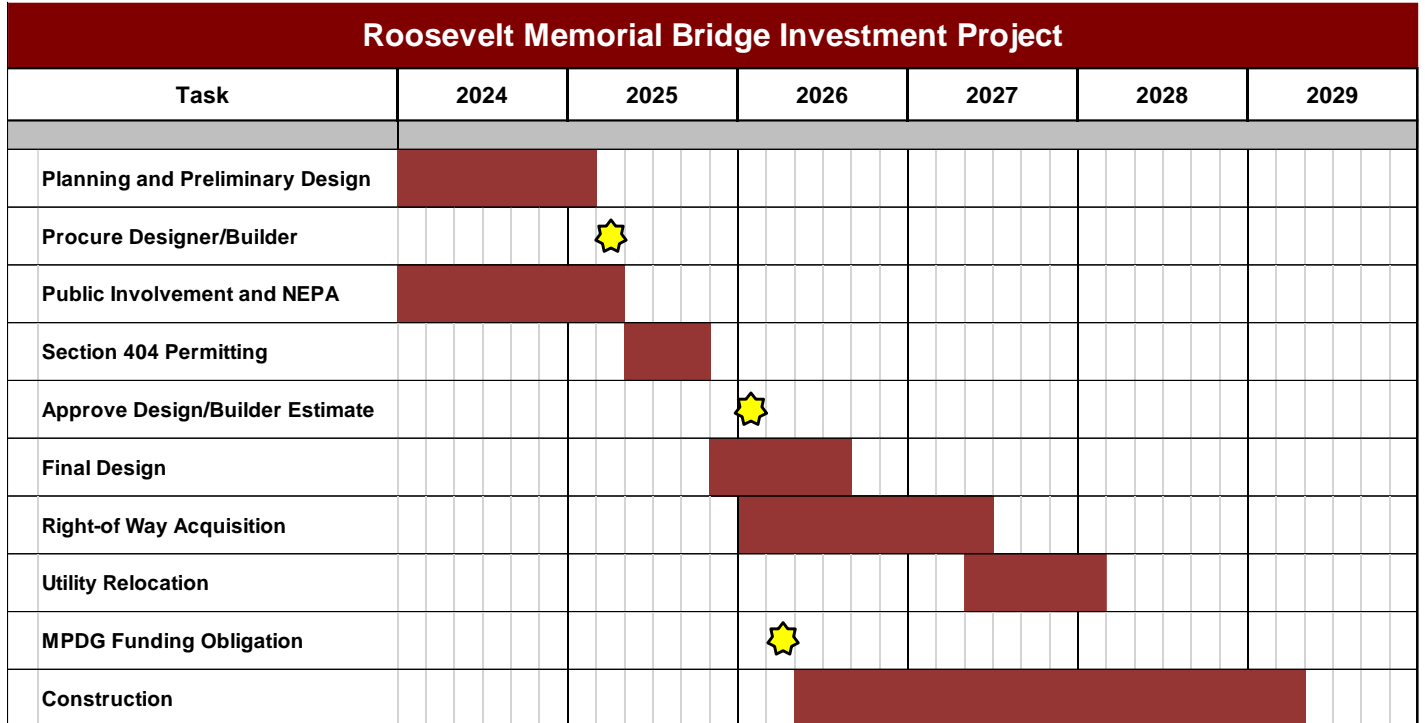 Roosevelt Memorial Bridge Investment Project
Task 2024 2025 2026 2027 2028 2029
Planning and Preliminary Design
Procure Designer/Builder
Public Involvement and NEPA
Section 404 Permitting
Approve Design/Builder Estimate
Final Design
Right-of Way Acquisition
Utility Relocation
MPDG Funding Obligation
Construction